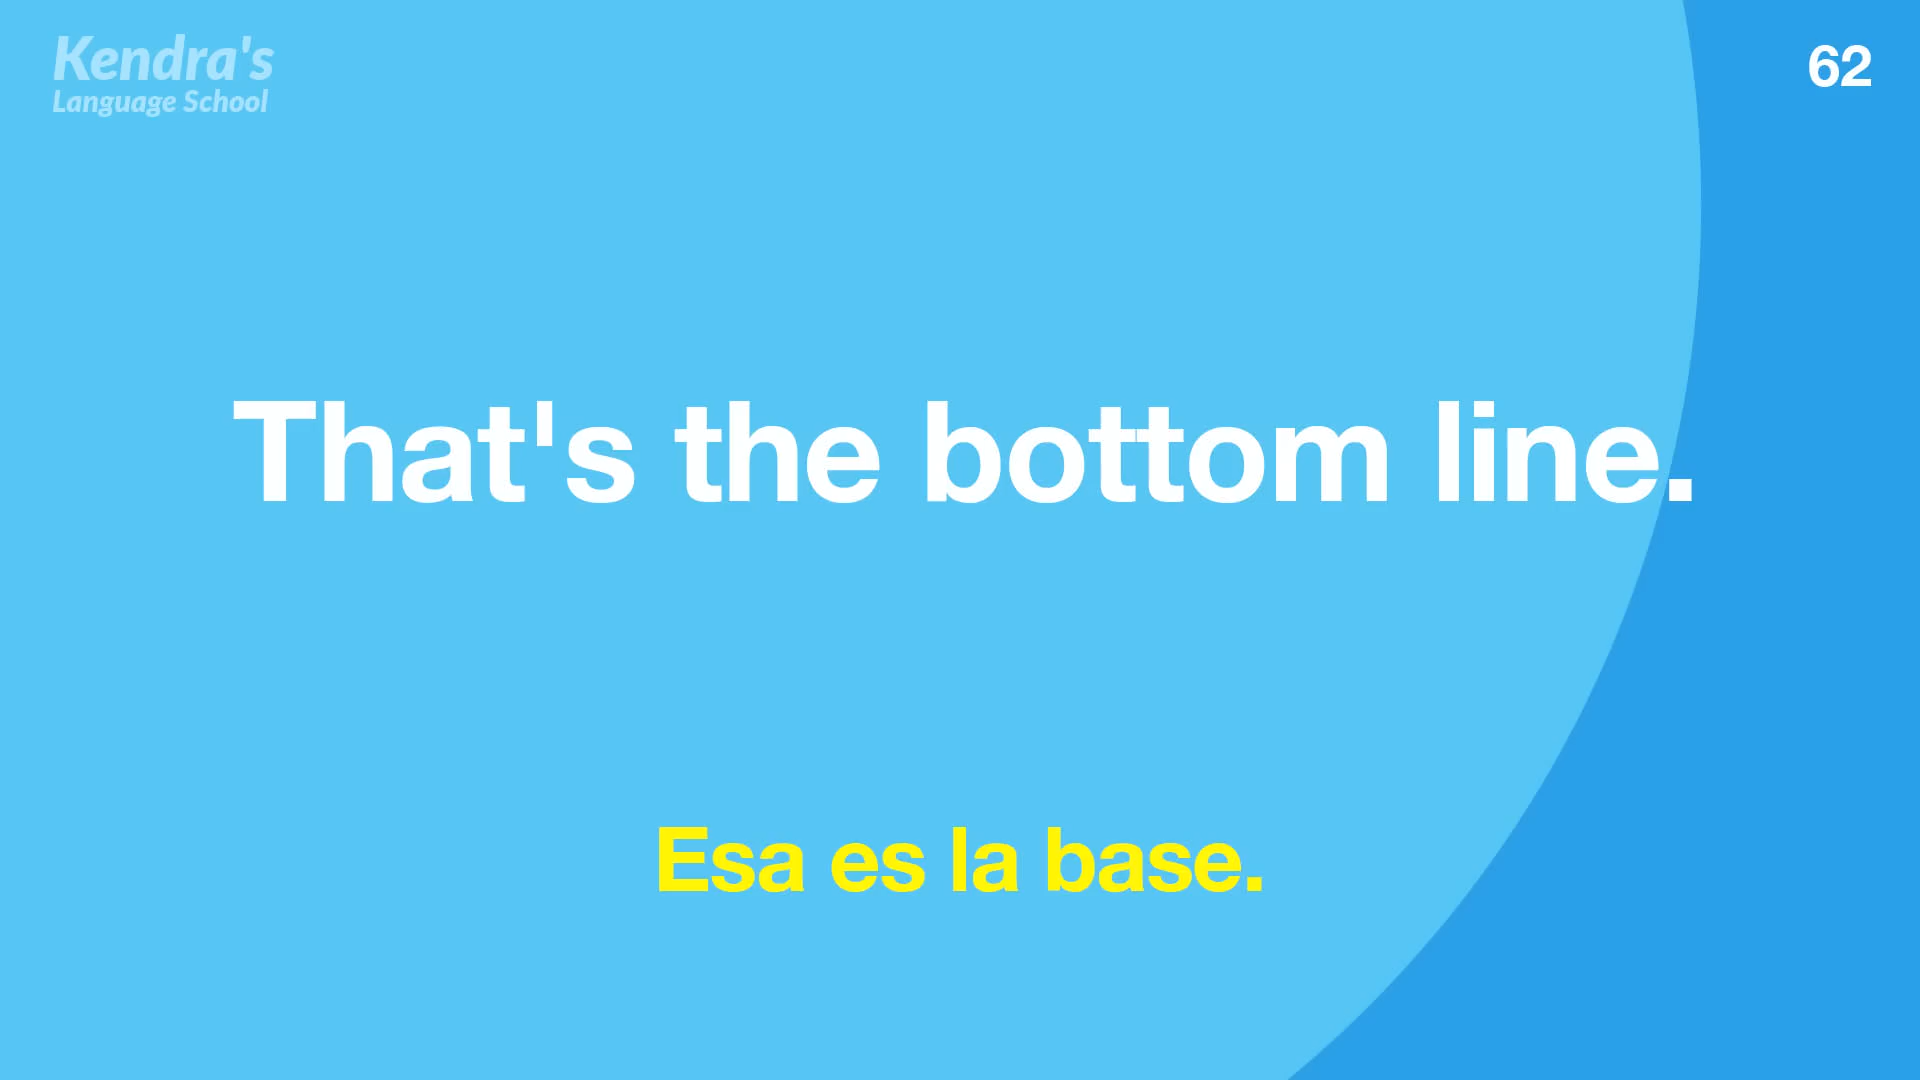 Kendra's
Language School
62
That's the bottom line.
Esa es la base.